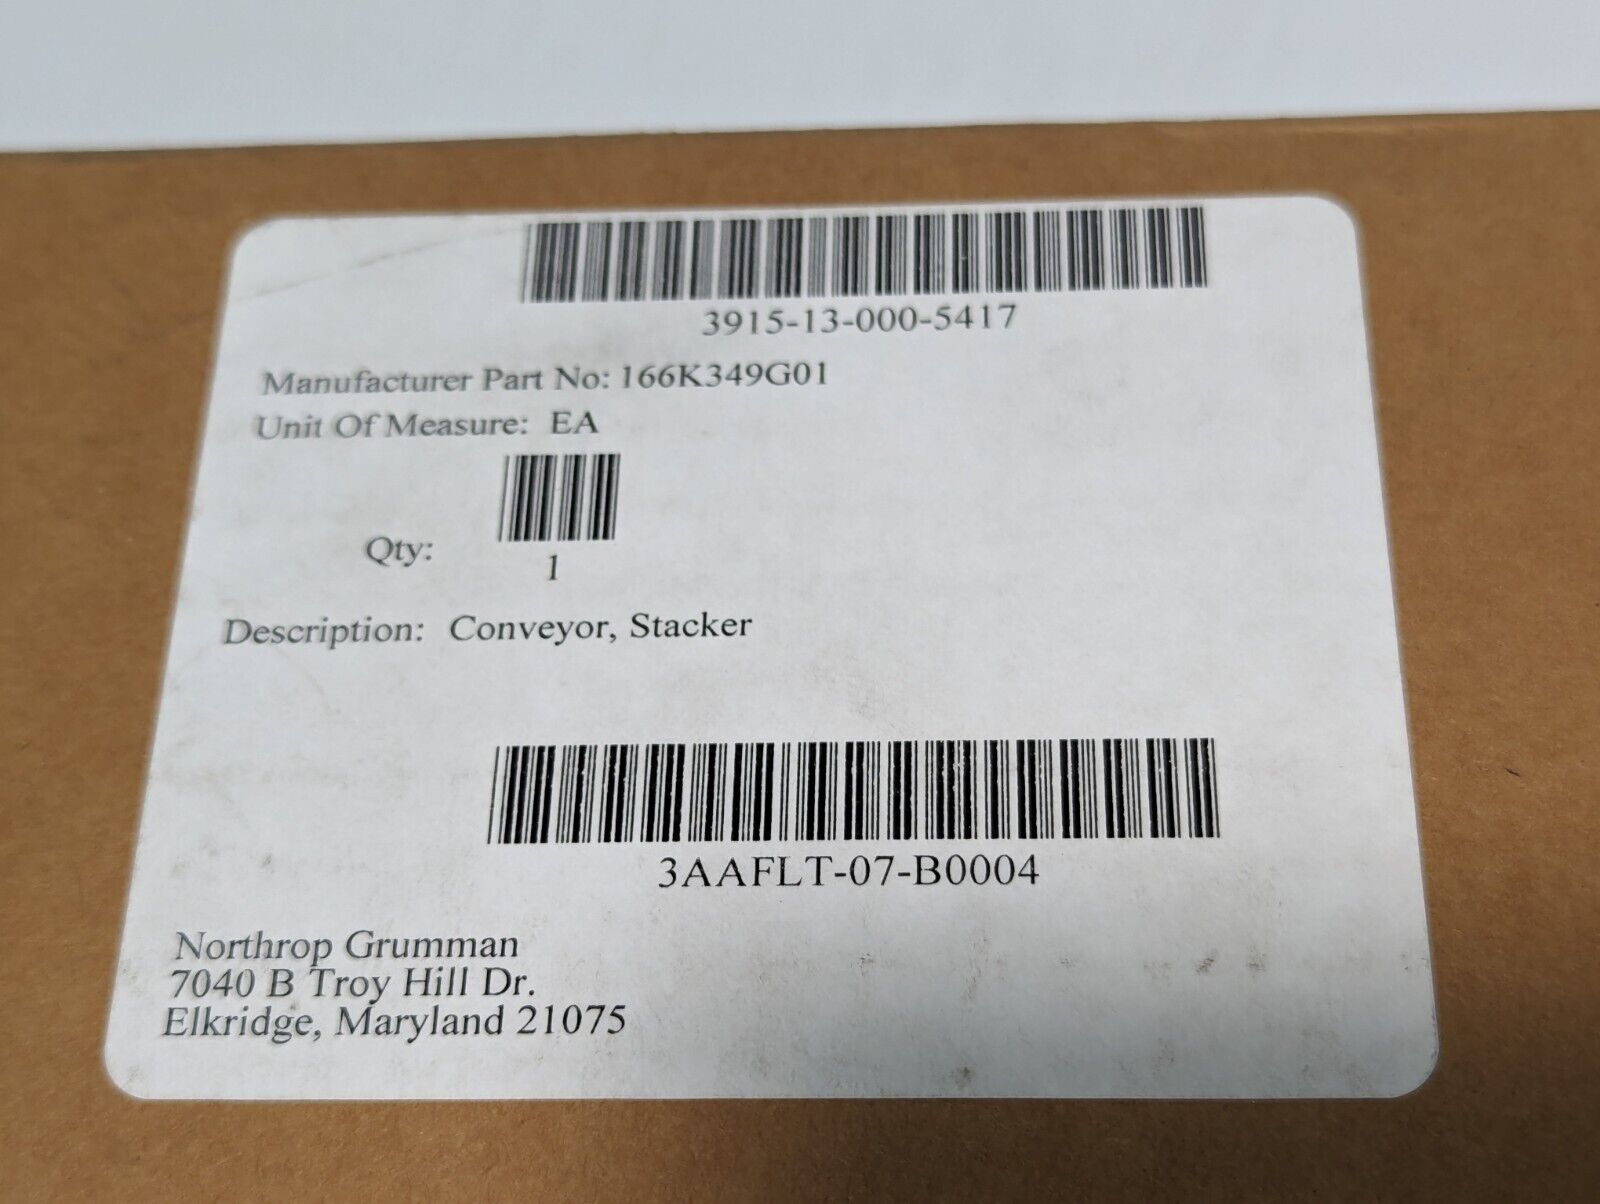 3915-13-000-5417
Manufacturer Part No: 166K349G01
Unit Of Measure: EA
Qty: 1
Description: Conveyor, Stacker
3AAFLT-07-B0004
Northrop Grumman
7040 B Troy Hill Dr.
Elkridge, Maryland 21075